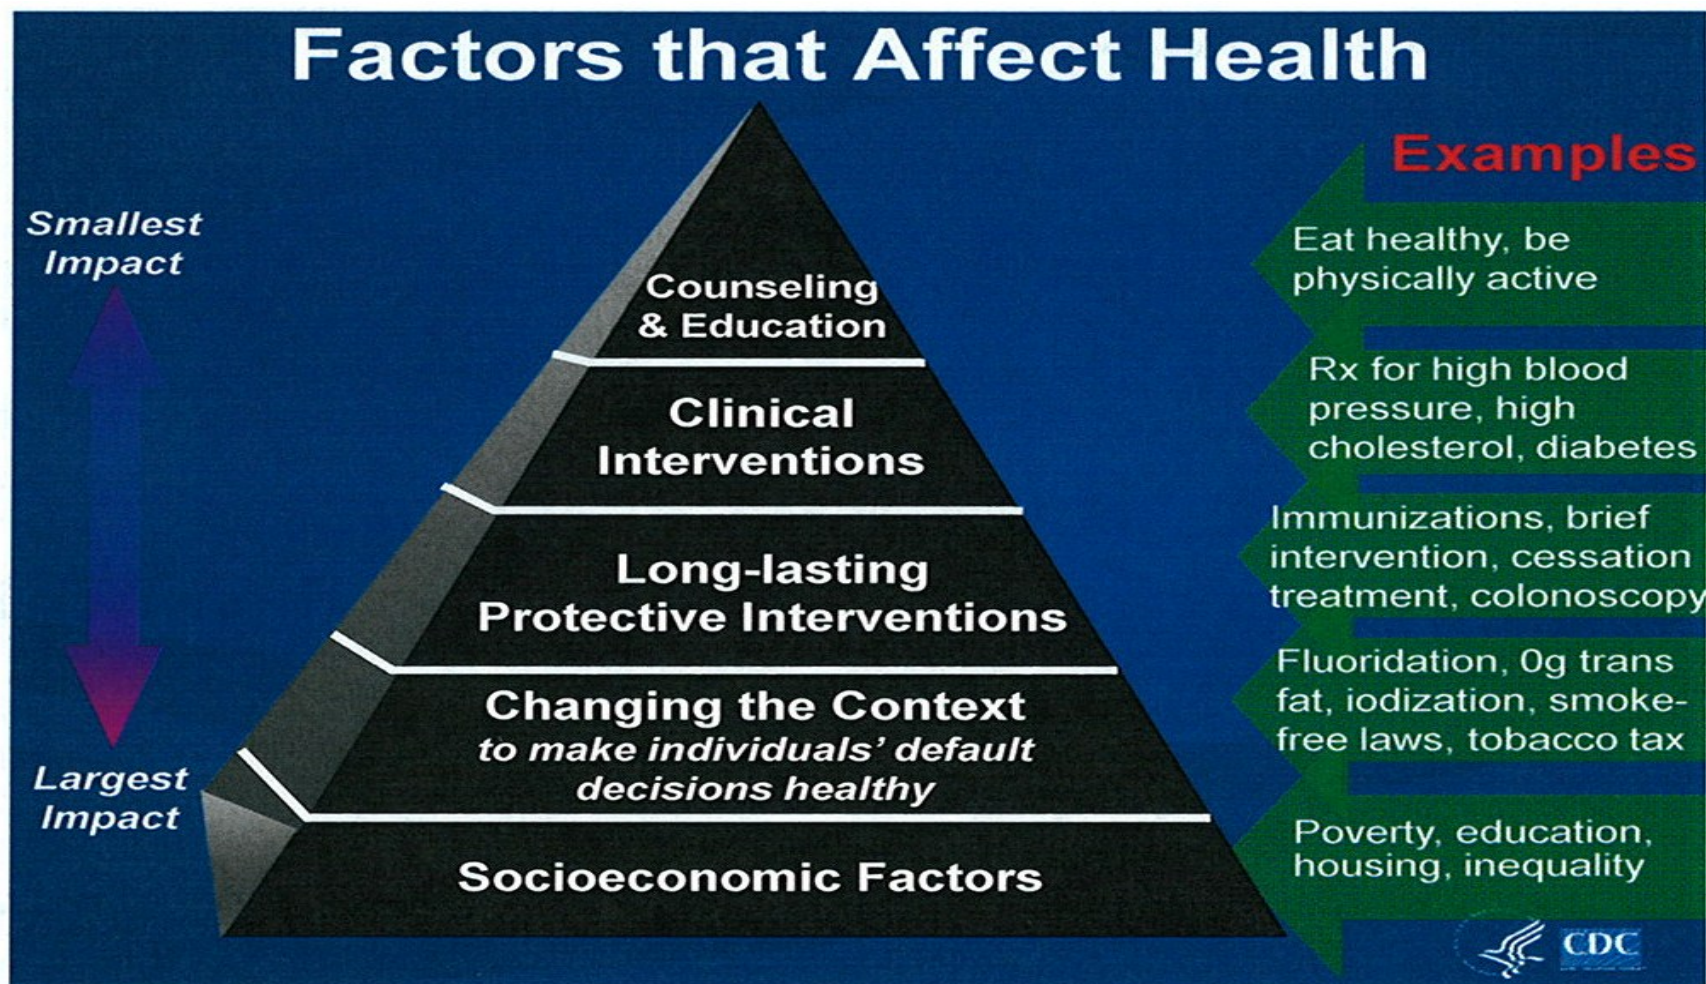 Factors that Affect Health
Examples
Smallest
Impact
Largest
Impact
Counseling
& Education
Clinical
Interventions
Long-lasting
Protective Interventions
Changing the Context
to make individuals’ default
decisions healthy
Socioeconomic Factors
Eat healthy, be
physically active
Rx for high blood
pressure, high
cholesterol, diabetes
Immunizations, brief
intervention, cessation
treatment, colonoscopy
Fluoridation, 0g trans
fat, iodization, smoke-
free laws, tobacco tax
Poverty, education,
housing, inequality
CDC